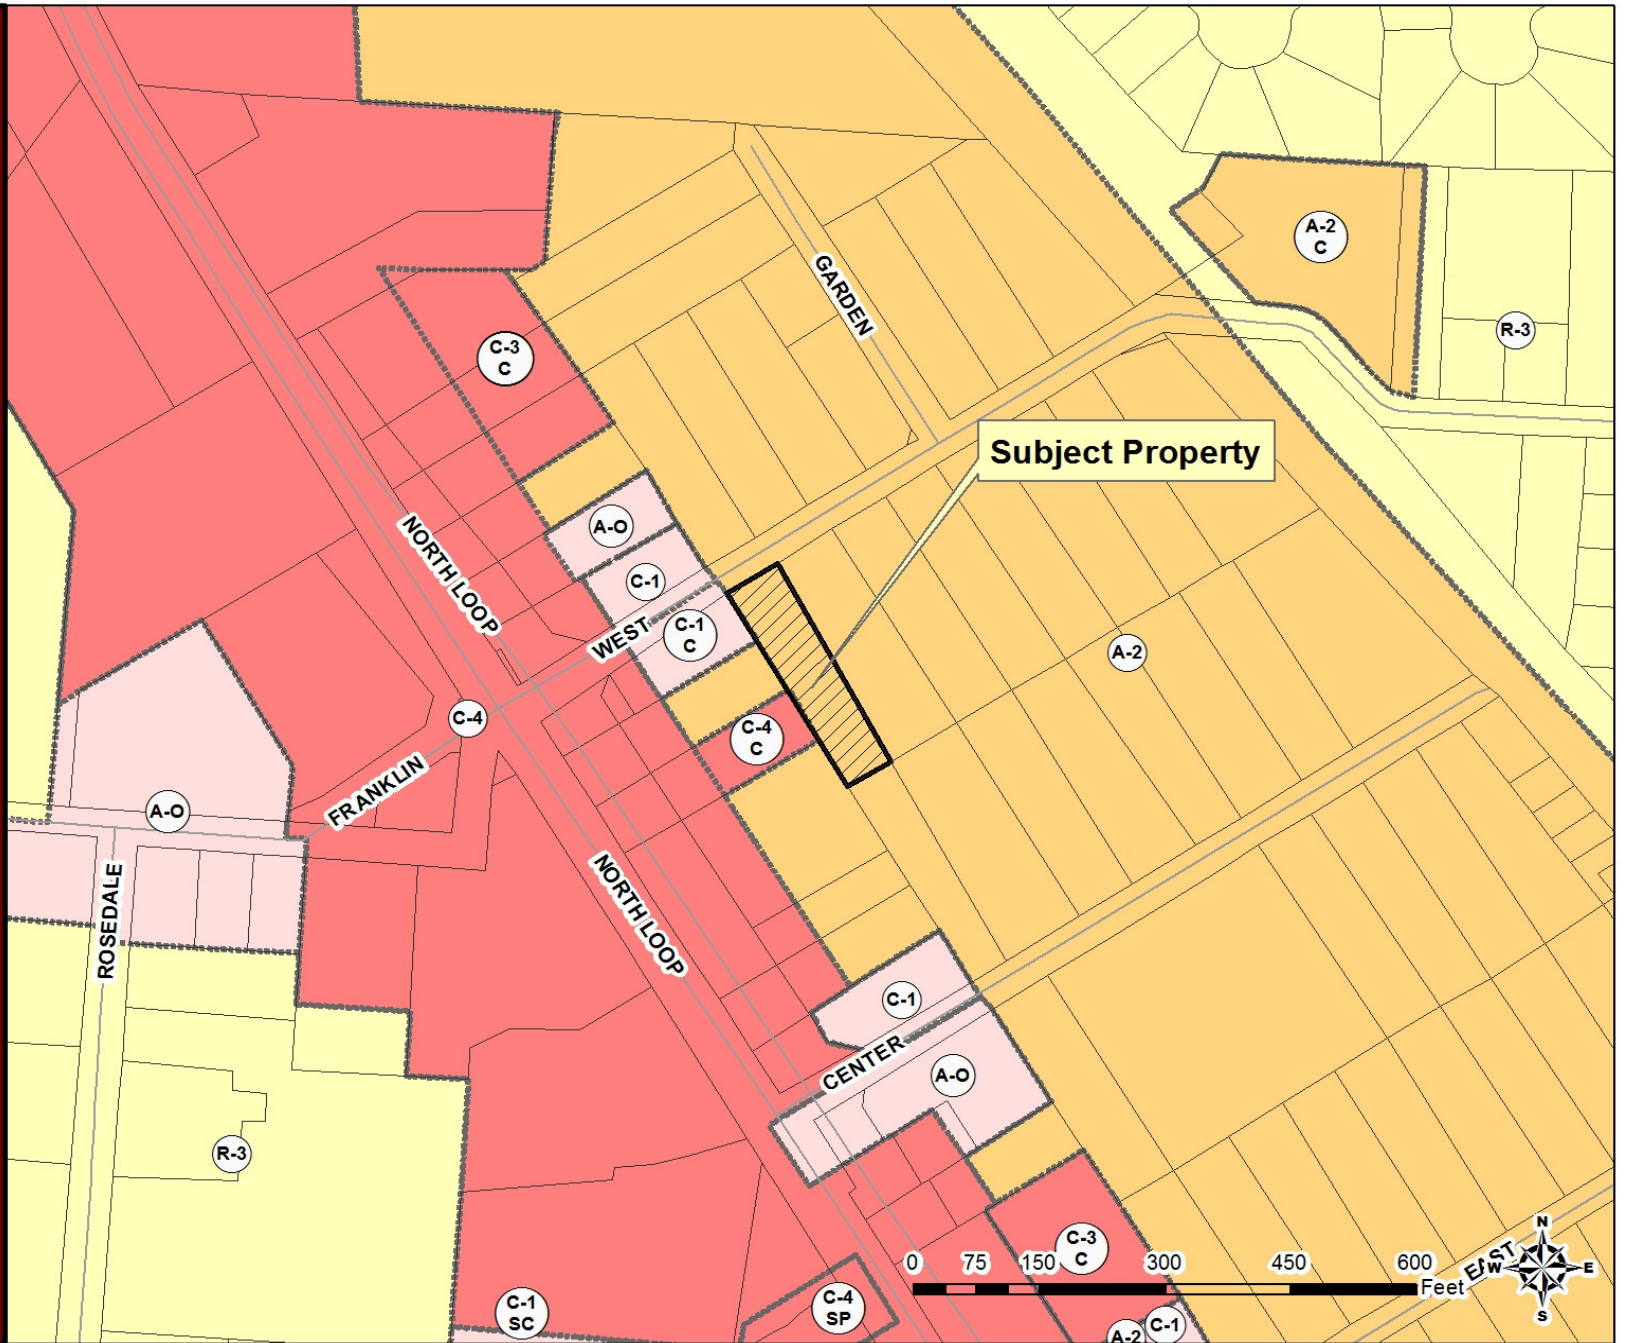 A-2
C
GARDEN
R-3
C-3
C
Subject Property
A-O
NORTH LOOP
C-1
WEST
C-1
C
A-2
C-4
C-4
C
FRANKLIN
A-O
ROSEDALE
NORTH LOOP
C-1
CENTER
A-O
R-3
C-3
C
N
W
E
S
EAST
0 75 150 300 450 600
Feet
C-1
SC
C-4
SP
A-2
C-1